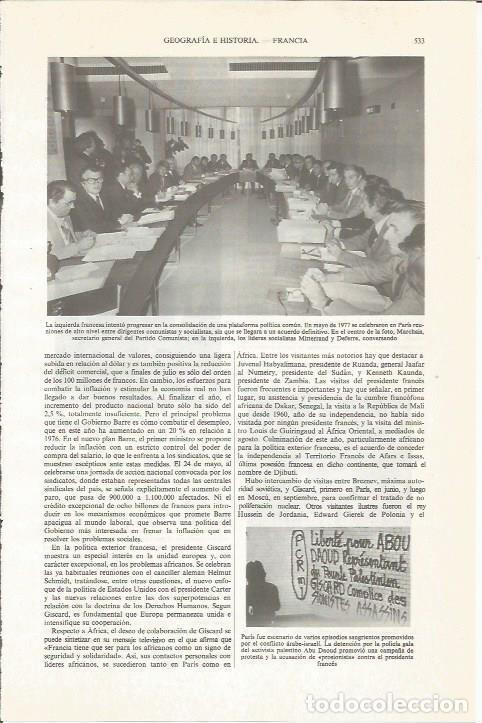 GEOGRAFÍA E HISTORIA. — FRANCIA
533
La izquierda francesa intentó progresar en la consolidación de una plataforma política común. En mayo de 1977 se celebraron en París reu-
niones de alto nivel entre dirigentes comunistas y socialistas, sin que se llegara a un acuerdo definitivo. En el centro de la foto, Marchais,
secretario general del Partido Comunista; en la izquierda, los líderes socialistas Mitterrand y Defferre, conversando
mercado internacional de valores, consiguiendo una ligera
subida en relación al dólar y es también positiva la reducción
del déficit comercial, que a finales de julio es sólo del orden
de los 100 millones de francos. En cambio, los esfuerzos para
combatir la inflación y estimular la economía real no han
llegado a dar buenos resultados. Al finalizar el año, el
incremento del producto nacional bruto sólo ha sido del
2,5 %, totalmente insuficiente. Pero el principal problema
que tiene el Gobierno Barre es cómo combatir el desempleo,
que en este año ha aumentado en un 20 % en relación a
1976. En el nuevo plan Barre, el primer ministro se propone
reducir la inflación con un estricto control del poder de
compra del salario, lo que le enfrenta a los sindicatos, que se
muestran escépticos ante estas medidas. El 24 de mayo, al
celebrarse una jornada de acción nacional convocada por los
sindicatos, donde estaban representadas todas las centrales
sindicales del país, se señala explícitamente el aumento del
paro, que pasa de 900.000 a 1.100.000 afectados. Ni el
crédito excepcional de ocho billones de francos para intro-
ducir en los mecanismos económicos que promete Barre
apacigua al mundo laboral, que observa una política del
Gobierno más interesada en frenar la inflación que en
resolver los problemas sociales.
En la política exterior francesa, el presidente Giscard
muestra un especial interés en la unidad europea y, con
carácter excepcional, en los problemas africanos. Se celebran
las ya habituales reuniones con el canciller alemán Helmut
Schmidt, tratándose, entre otras cuestiones, el nuevo enfo-
que de la política de Estados Unidos con el presidente Carter
y las nuevas relaciones entre las dos superpotencias en
relación con la doctrina de los Derechos Humanos. Según
Giscard, es fundamental que Europa permanezca unida e
intensifique su cooperación.
Respecto a África, el deseo de colaboración de Giscard se
puede sintetizar en su mensaje televisivo en el que afirma que
«Francia tiene que ser para los africanos como un signo de
seguridad y solidaridad». Así, sus contactos personales con
líderes africanos, se sucedieron tanto en París como en
África. Entre los visitantes más notorios hay que destacar a
Juvenal Habyalimana, presidente de Ruanda, general Jaafar
al Numeiry, presidente del Sudán, y Kenneth Kaunda,
presidente de Zambia. Las visitas del presidente francés
fueron frecuentes e importantes y hay que señalar, en primer
lugar, su asistencia y presidencia de la cumbre francófona
africana de Dakar, Senegal, la visita a la República de Mali
que desde 1960, año de su independencia, no había sido
visitada por ningún presidente francés, y la visita del minis-
tro Louis de Guiringaud al África Oriental, a mediados de
agosto. Culminación de este año, particularmente africano
para la política exterior francesa, es el acuerdo de conceder
la independencia al Territorio Francés de Afars e Issas,
última posesión francesa en dicho continente, que tomará el
nombre de Djibuti.
Hubo intercambio de visitas entre Breznev, máxima auto-
ridad soviética, y Giscard, primero en París, en junio, y luego
en Moscú, en septiembre, para confirmar el tratado de no
poliferación nuclear. Otros visitantes ilustres fueron el rey
Hussein de Jordania, Edward Gierek de Polonia y el
Liberté pour ABOU
DAOUD Représentant
du Peuple Palestinien
GISCARD Complice des
SIONISTES ASSASSINS
París fue escenario de varios episodios sangrientos promovidos
por el conflicto árabe-israelí. La detención por la policía gala
del activista palestino Abu Daoud promovió una campaña de
protesta y la acusación de «prosionista» contra el presidente
francés
todocoleccion